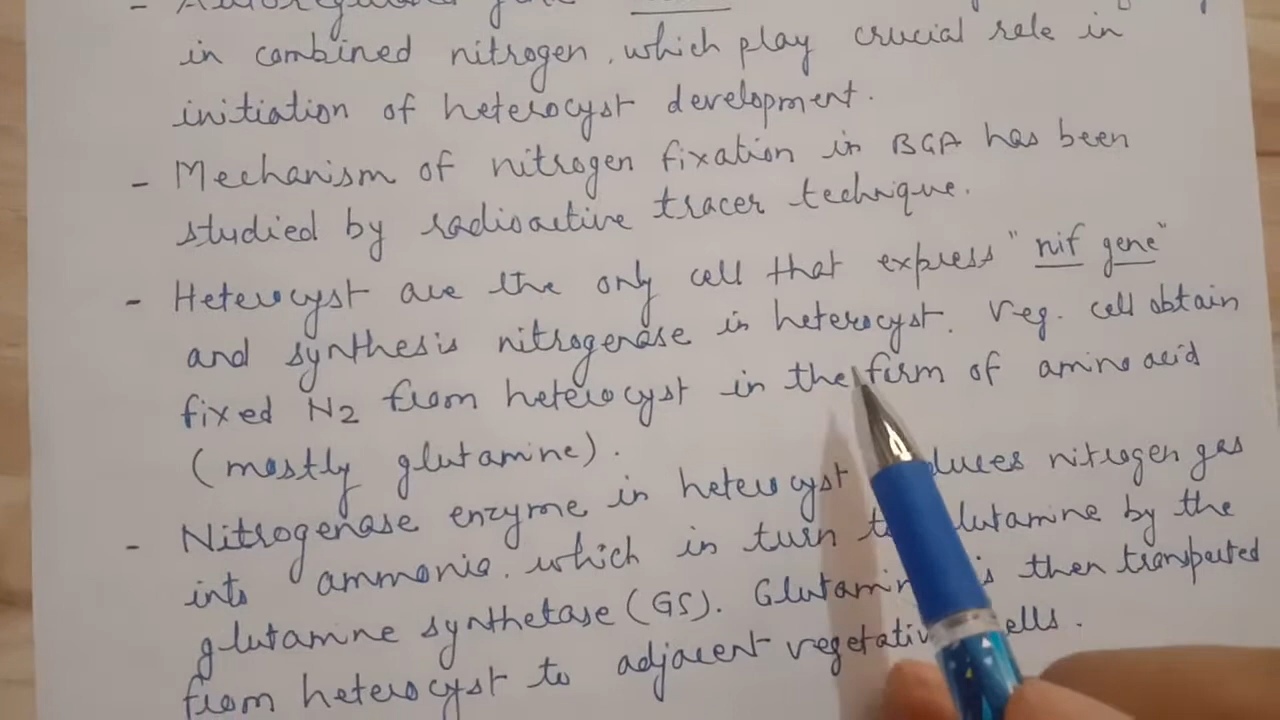 in combined nitrogen, which play crucial role in
initiation of heterocyst development.
- Mechanism of nitrogen fixation in BGA has been
studied by radioactive tracer technique.
- Heterocyst are the only cell that express "nif gene"
and synthesis nitrogenase in heterocyst. Veg. cell obtain
fixed N2 from heterocyst in the firm of amino acid
(mostly glutamine).
- Nitrogenase enzyme in heterocyst nitrogen gas
into ammonia. which in turn by the
glutamine synthetase (GS). then transported
from heterocyst to adjacent vegetative cells.